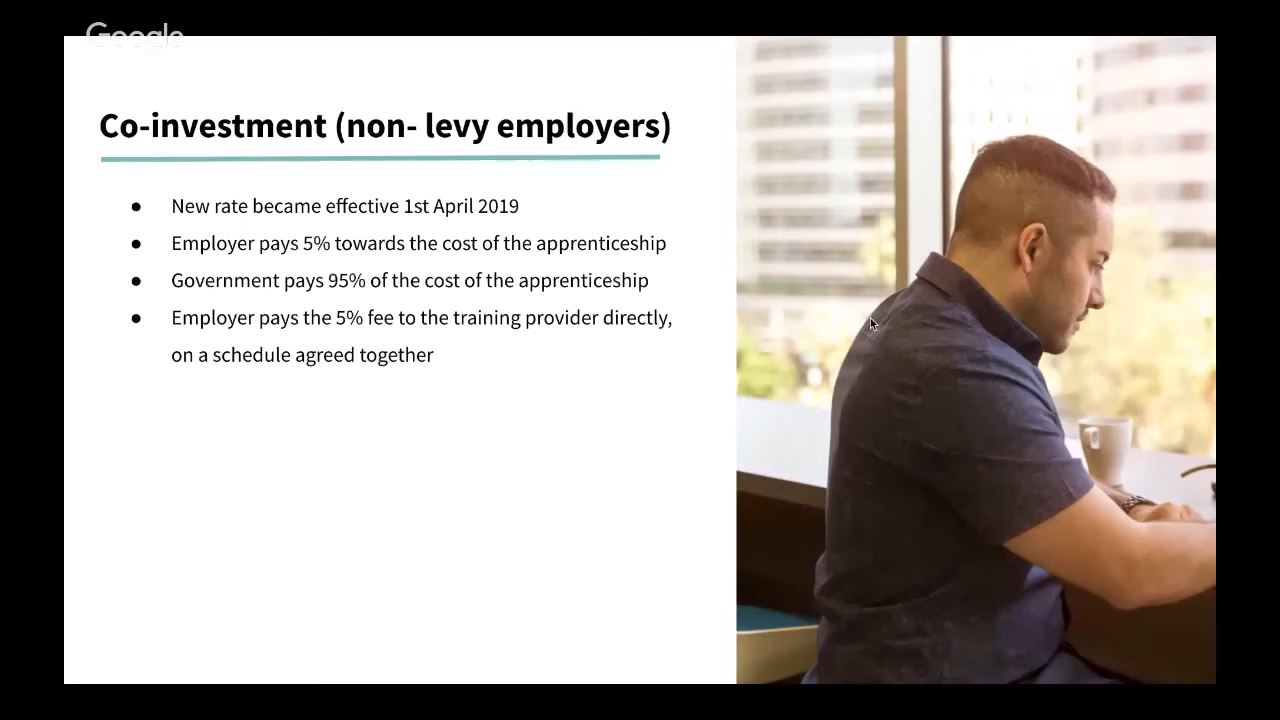 Google
Co-investment (non- levy employers)
● New rate became effective 1st April 2019
● Employer pays 5% towards the cost of the apprenticeship
● Government pays 95% of the cost of the apprenticeship
● Employer pays the 5% fee to the training provider directly,
on a schedule agreed together